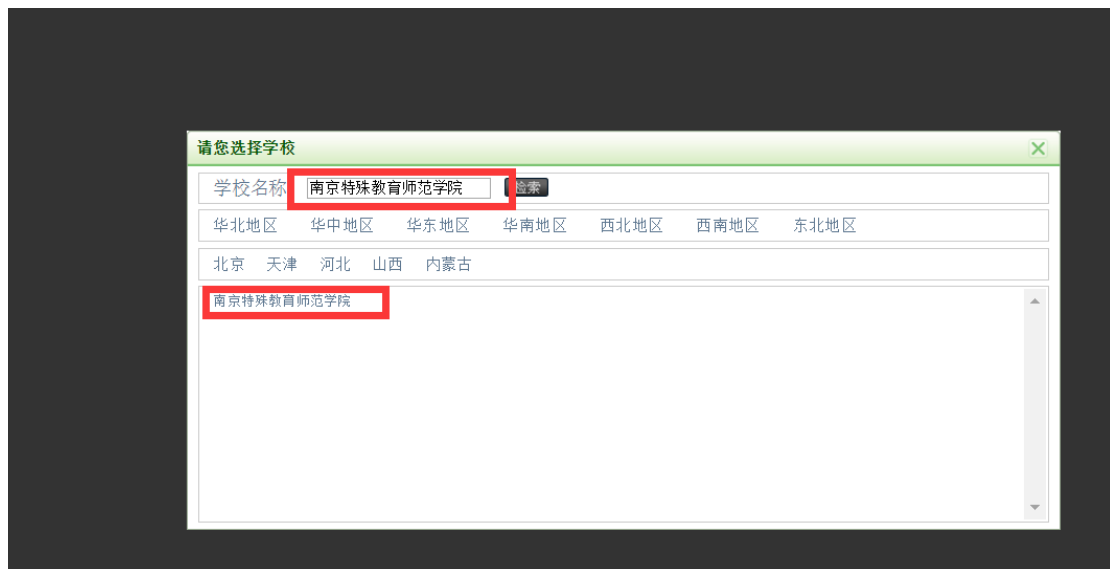 请您选择学校
学校名称 南京特殊教育师范学院 检索
华北地区 华中地区 华东地区 华南地区 西北地区 西南地区 东北地区
北京 天津 河北 山西 内蒙古
南京特殊教育师范学院